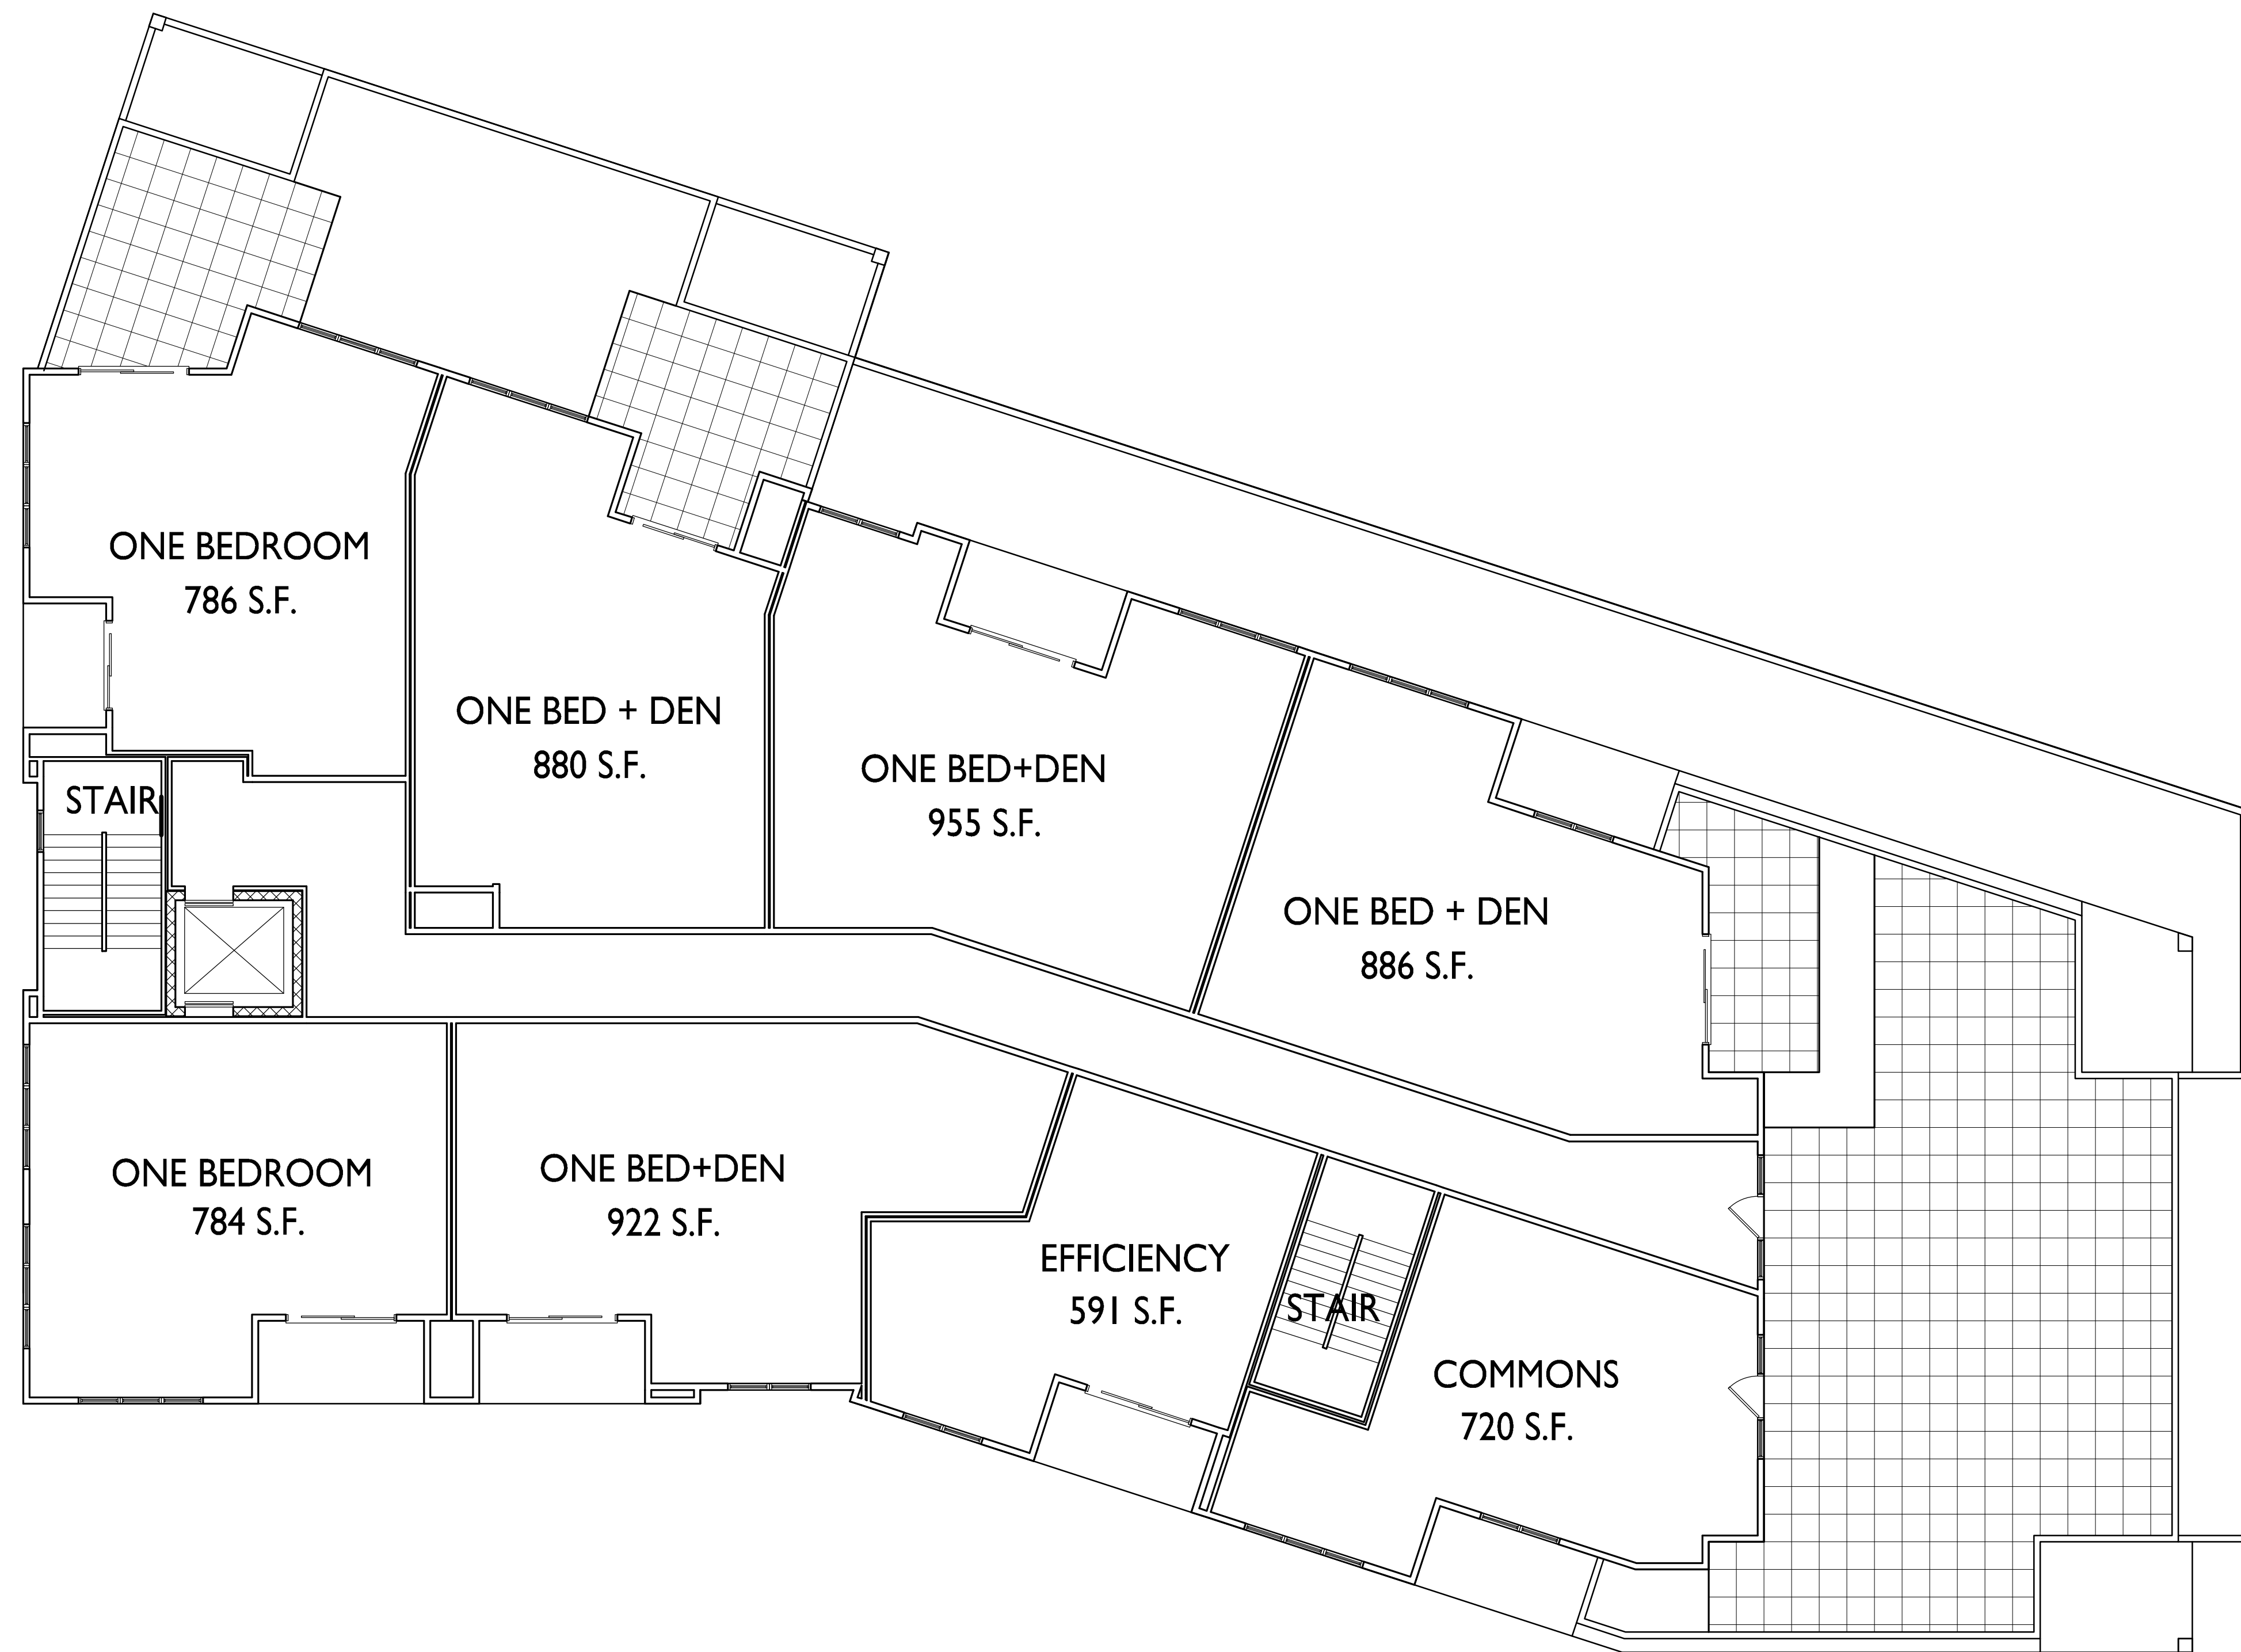 ONE BEDROOM
786 S.F.
ONE BED + DEN
880 S.F.
ONE BED+DEN
955 S.F.
STAIR
ONE BED + DEN
886 S.F.
ONE BEDROOM
784 S.F.
ONE BED+DEN
922 S.F.
EFFICIENCY
591 S.F.
STAIR
COMMONS
720 S.F.